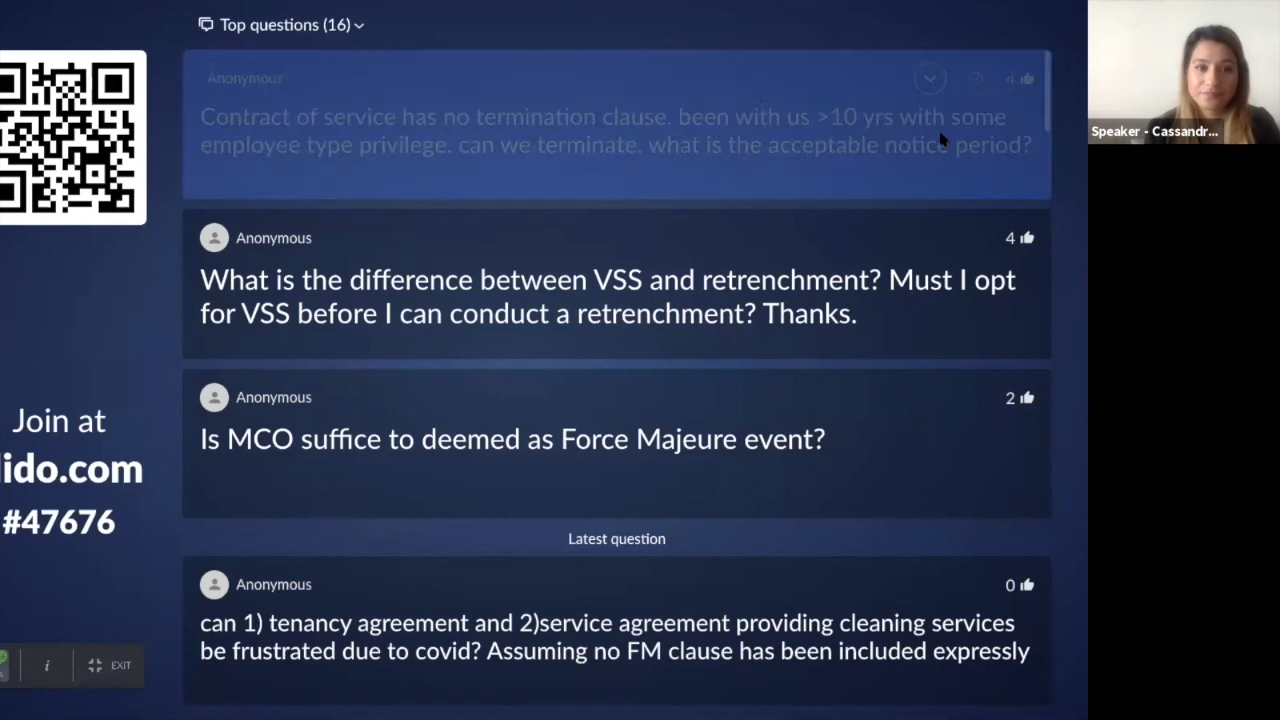 Top questions (16)
Anonymous
4
Contract of service has no termination clause. been with us >10 yrs with some
employee type privilege. can we terminate. what is the acceptable notice period?
Speaker - Cassandr...
Anonymous
4
What is the difference between VSS and retrenchment? Must I opt
for VSS before I can conduct a retrenchment? Thanks.
Anonymous
2
Is MCO suffice to deemed as Force Majeure event?
Join at
lido.com
#47676
Latest question
Anonymous
0
can 1) tenancy agreement and 2)service agreement providing cleaning services
be frustrated due to covid? Assuming no FM clause has been included expressly
i
EXIT